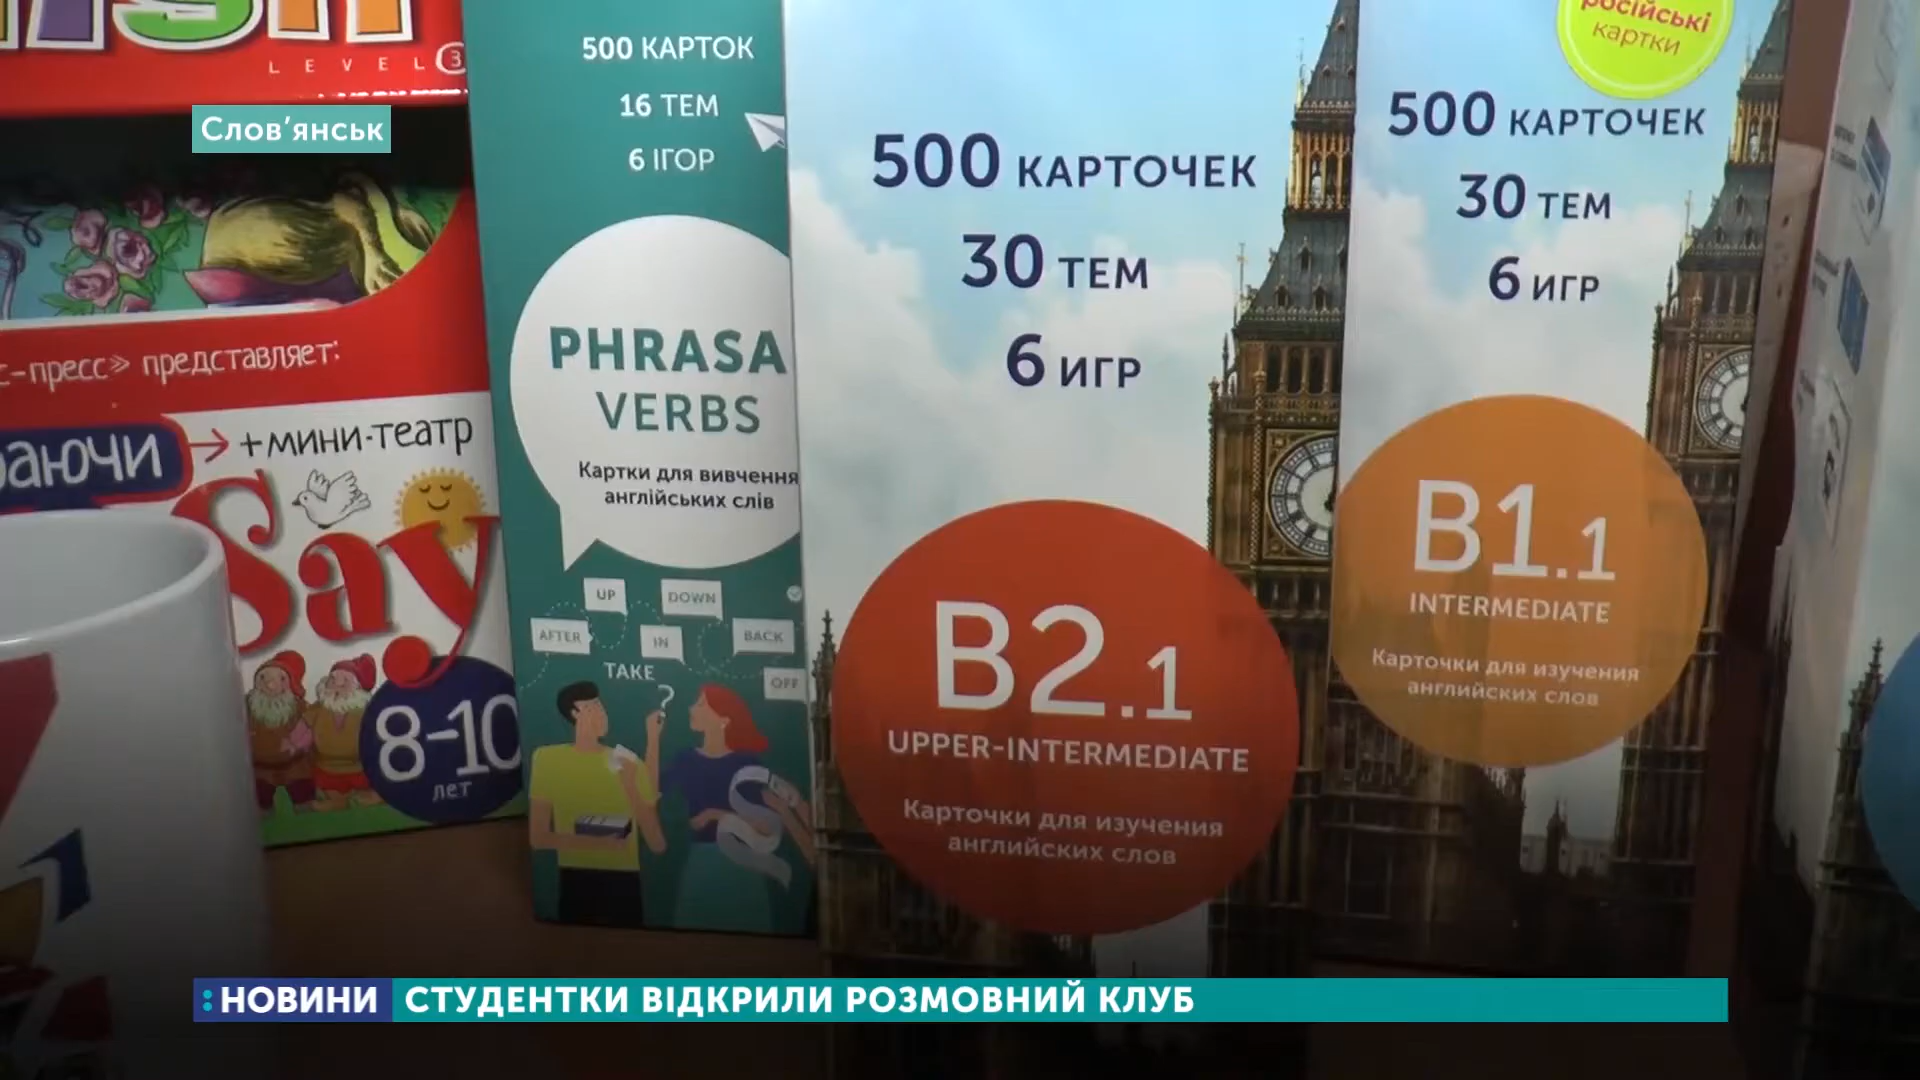 LEVEL 3
Слов'янськ
с-пресс» представляет:
+мини-театр
Say
8-10
лет
500 КАРТОК
16 ТЕМ
6 ІГОР
PHRASA
VERBS
Картки для вивчення
англійських слів
UP
DOWN
AFTER
IN
BACK
TAKE
OFF
?
500 КАРТОЧЕК
30 ТЕМ
6 ИГР
B2.1
UPPER-INTERMEDIATE
Карточки для изучения
английских слов
російські
картки
500 КАРТОЧЕК
30 ТЕМ
6 ИГР
B1.1
INTERMEDIATE
Карточки для изучения
английских слов
:НОВИНИ
СТУДЕНТКИ ВІДКРИЛИ РОЗМОВНИЙ КЛУБ